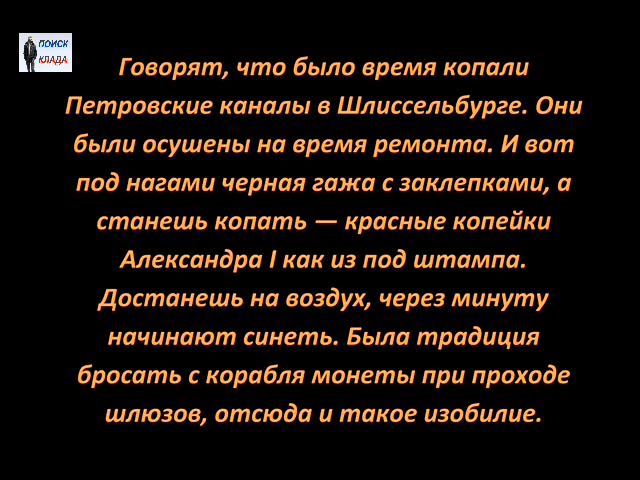 ПОИСК
КЛАДА
Говорят, что было время копали
Петровские каналы в Шлиссельбурге. Они
были осушены на время ремонта. И вот
под нагами черная гажа с заклепками, а
станешь копать — красные копейки
Александра I как из под штампа.
Достанешь на воздух, через минуту
начинают синеть. Была традиция
бросать с корабля монеты при проходе
шлюзов, отсюда и такое изобилие.